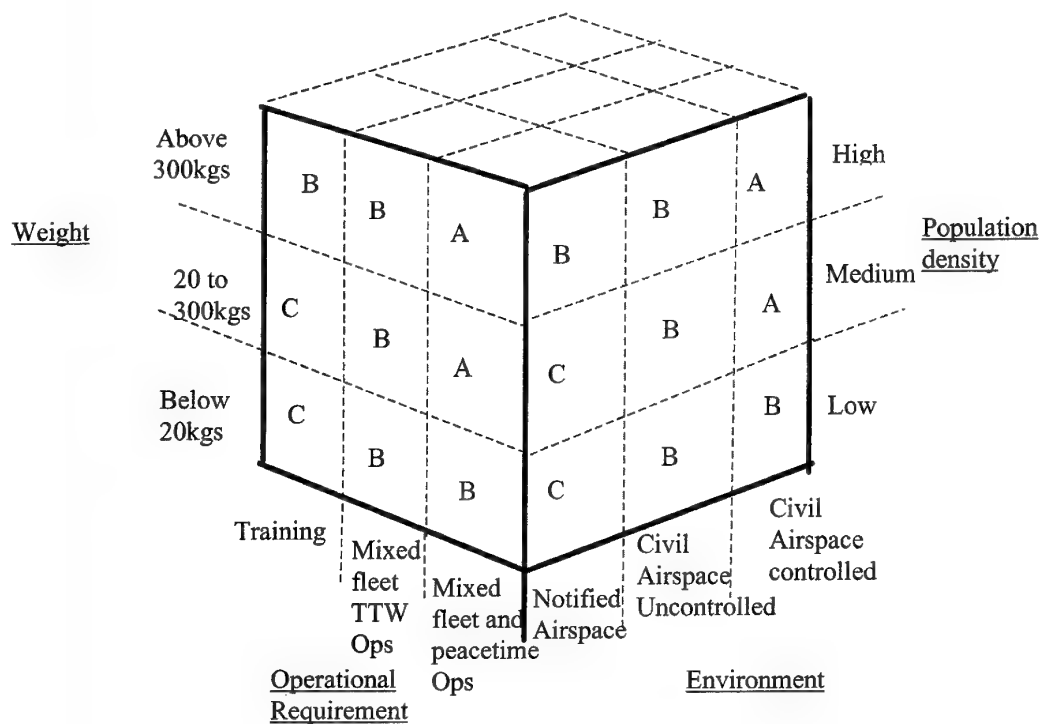 Above
300kgs
High
B
B
A
A
B
B
Weight
Population
density
20 to
300kgs
Medium
C
B
A
A
B
C
Below
20kgs
Low
C
B
B
B
B
C
Training
Mixed
fleet
TTW
Ops
Mixed
fleet and
peacetime
Ops
Notified
Airspace
Civil
Airspace
Uncontrolled
Civil
Airspace
controlled
Operational
Requirement
Environment